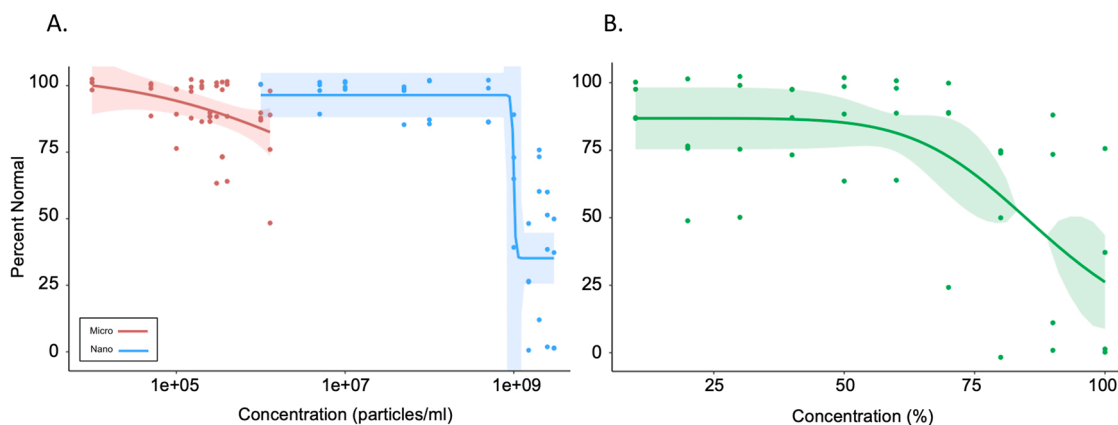 A.
B.
Percent Normal
100
75
50
25
0
Micro
Nano
1e+05
1e+07
1e+09
Concentration (particles/ml)
100
75
50
25
0
25
50
75
100
Concentration (%)